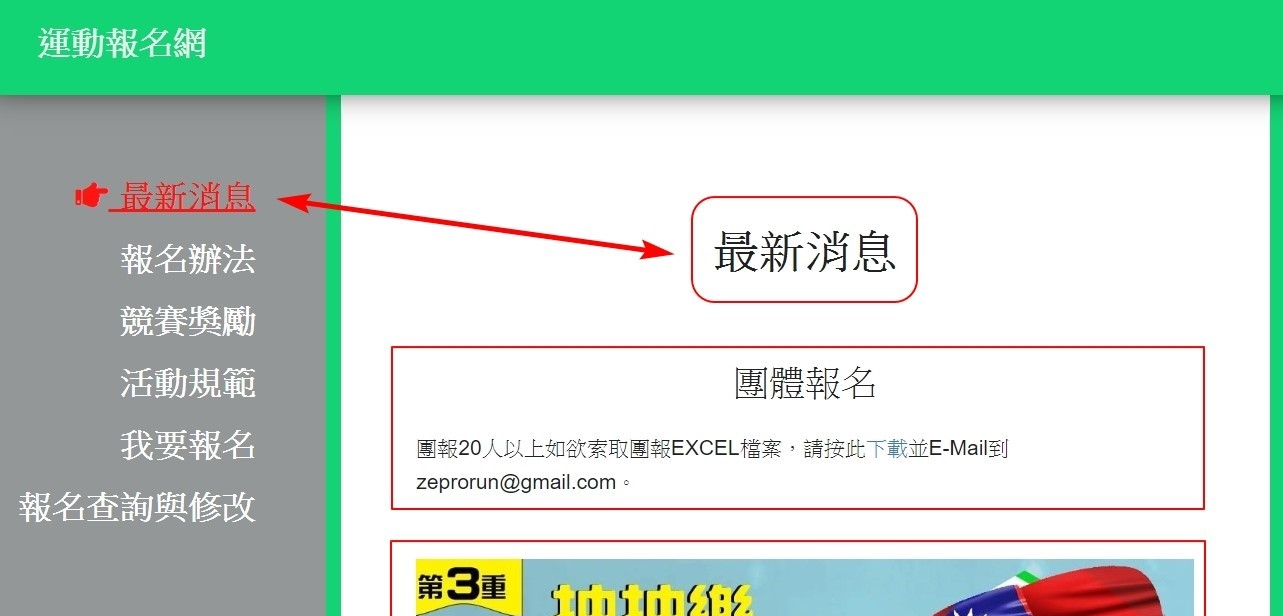 運動報名網
最新消息
報名辦法
競賽獎勵
活動規範
我要報名
報名查詢與修改
最新消息
團體報名
團報20人以上如欲索取團報EXCEL檔案，請按此下載並E-Mail到
zeprorun@gmail.com。
第3重
抽抽樂